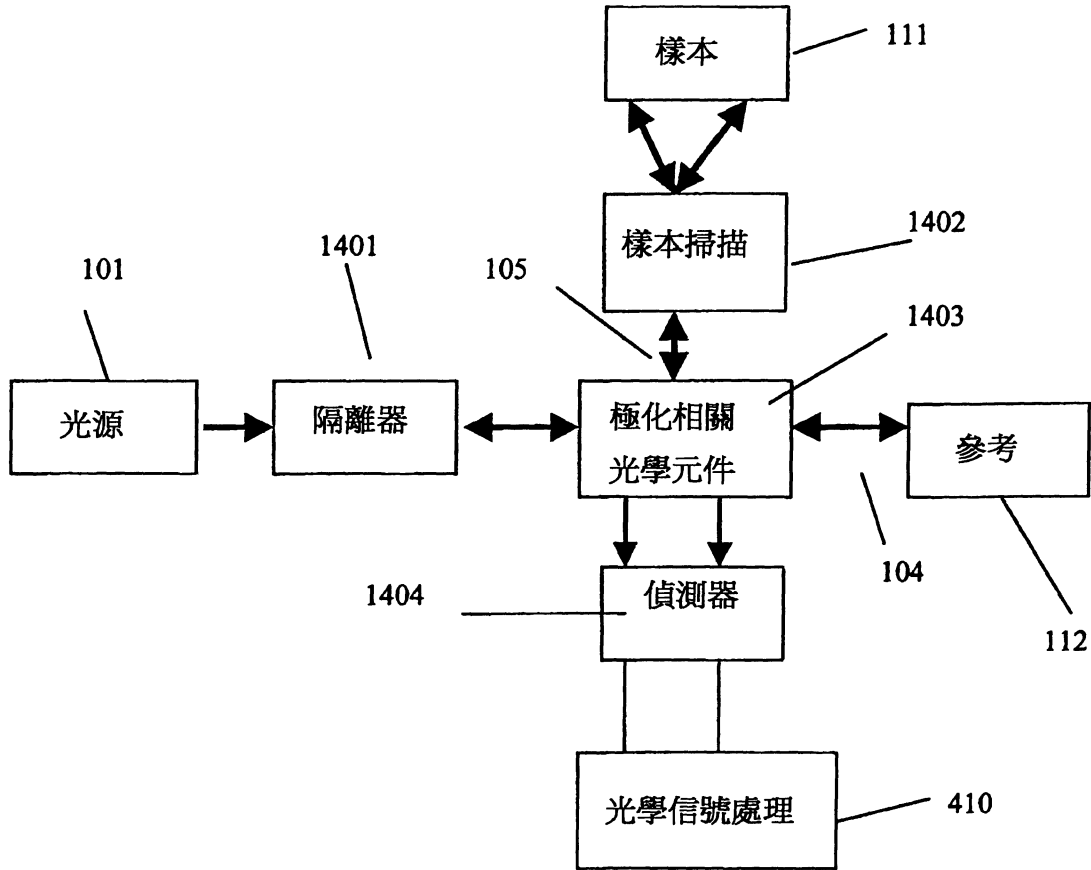 樣本
111
樣本掃描
1402
105
1401
101
1403
光源
隔離器
極化相關
光學元件
參考
104
112
1404
偵測器
光學信號處理
410